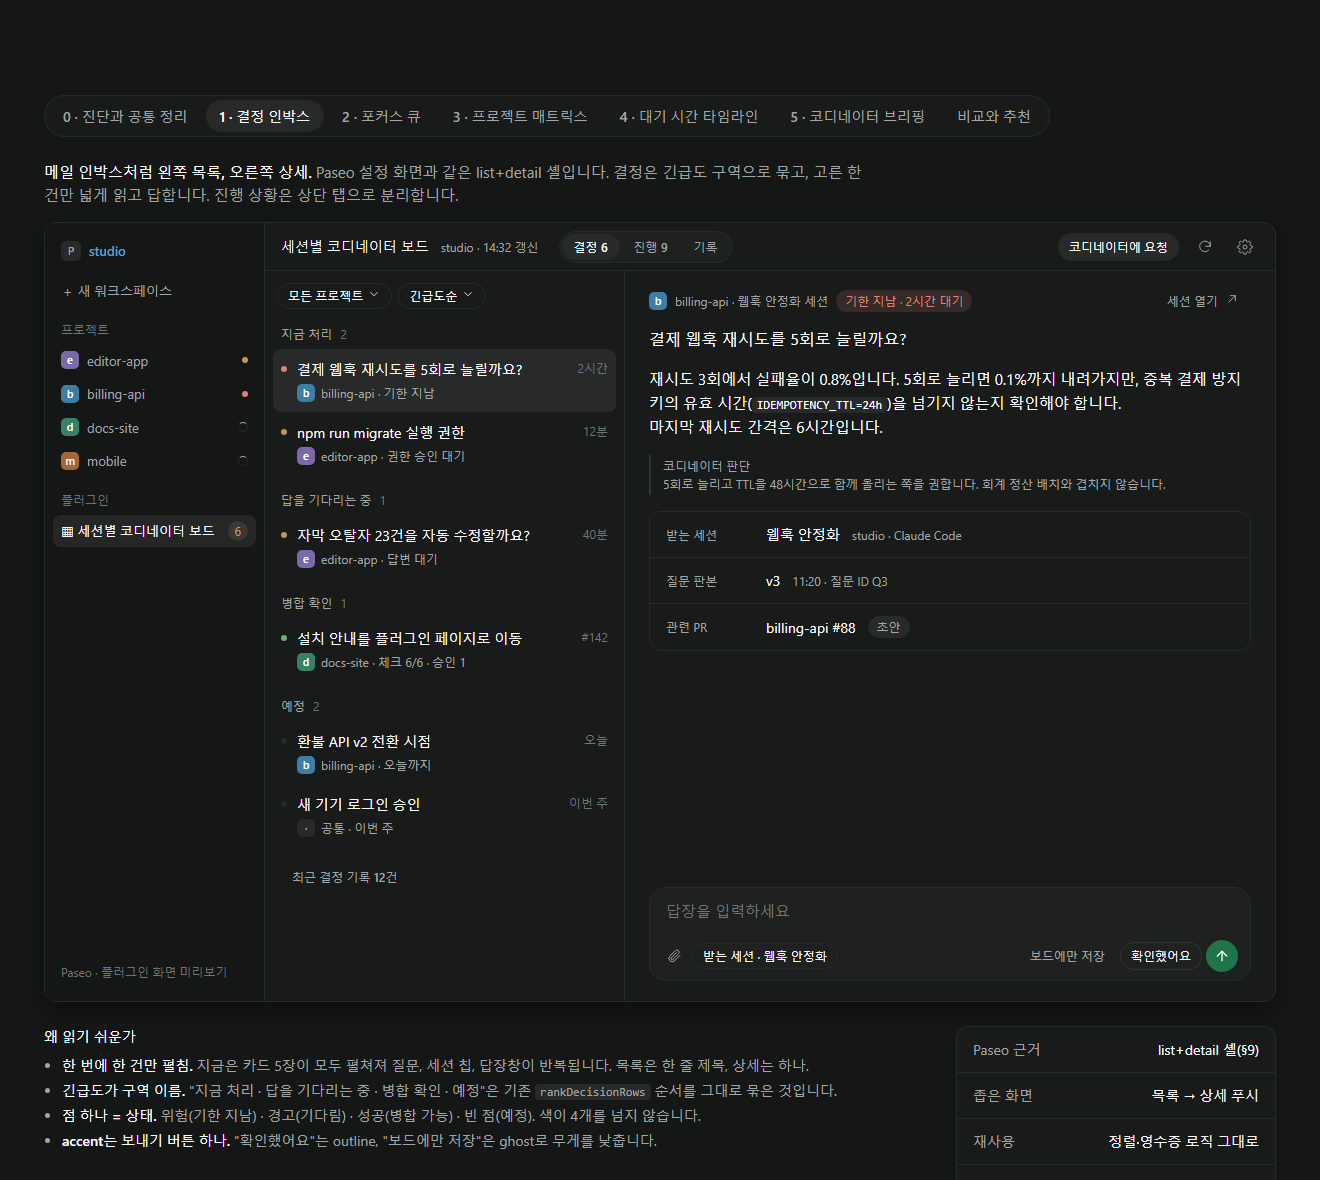 0 · 진단과 공통 정리
1 · 결정 인박스
2 · 포커스 큐
3 · 프로젝트 매트릭스
4 · 대기 시간 타임라인
5 · 코디네이터 브리핑
비교와 추천
메일 인박스처럼 왼쪽 목록, 오른쪽 상세. Paseo 설정 화면과 같은 list+detail 셸입니다. 결정은 긴급도 구역으로 묶고, 고른 한
건만 넓게 읽고 답합니다. 진행 상황은 상단 탭으로 분리합니다.
P studio
+ 새 워크스페이스
프로젝트
e editor-app
b billing-api
d docs-site
m mobile
플러그인
세션별 코디네이터 보드 6
Paseo · 플러그인 화면 미리보기
세션별 코디네이터 보드 studio · 14:32 갱신
결정 6
진행 9
기록
코디네이터에 요청
모든 프로젝트
긴급도순
지금 처리 2
결제 웹훅 재시도를 5회로 늘릴까요? 2시간
b billing-api · 기한 지남
npm run migrate 실행 권한 12분
e editor-app · 권한 승인 대기
답을 기다리는 중 1
자막 오탈자 23건을 자동 수정할까요? 40분
e editor-app · 답변 대기
병합 확인 1
설치 안내를 플러그인 페이지로 이동 #142
d docs-site · 체크 6/6 · 승인 1
예정 2
환불 API v2 전환 시점 오늘
b billing-api · 오늘까지
새 기기 로그인 승인 이번 주
· 공통 · 이번 주
최근 결정 기록 12건
b billing-api · 웹훅 안정화 세션 기한 지남 · 2시간 대기
세션 열기 ↗
결제 웹훅 재시도를 5회로 늘릴까요?
재시도 3회에서 실패율이 0.8%입니다. 5회로 늘리면 0.1%까지 내려가지만, 중복 결제 방지
키의 유효 시간( IDEMPOTENCY_TTL=24h )을 넘기지 않는지 확인해야 합니다.
마지막 재시도 간격은 6시간입니다.
코디네이터 판단
5회로 늘리고 TTL을 48시간으로 함께 올리는 쪽을 권합니다. 회계 정산 배치와 겹치지 않습니다.
받는 세션 웹훅 안정화 studio · Claude Code
질문 판본 v3 11:20 · 질문 ID Q3
관련 PR billing-api #88 초안
답장을 입력하세요
받는 세션 · 웹훅 안정화
보드에만 저장
확인했어요
왜 읽기 쉬운가
한 번에 한 건만 펼침. 지금은 카드 5장이 모두 펼쳐져 질문, 세션 칩, 답장창이 반복됩니다. 목록은 한 줄 제목, 상세는 하나.
긴급도가 구역 이름. "지금 처리 · 답을 기다리는 중 · 병합 확인 · 예정"은 기존 rankDecisionRows 순서를 그대로 묶은 것입니다.
점 하나 = 상태. 위험(기한 지남) · 경고(기다림) · 성공(병합 가능) · 빈 점(예정). 색이 4개를 넘지 않습니다.
accent는 보내기 버튼 하나. "확인했어요"는 outline, "보드에만 저장"은 ghost로 무게를 낮춥니다.
Paseo 근거 list+detail 셸(§9)
좁은 화면 목록 → 상세 푸시
재사용 정렬·영수증 로직 그대로